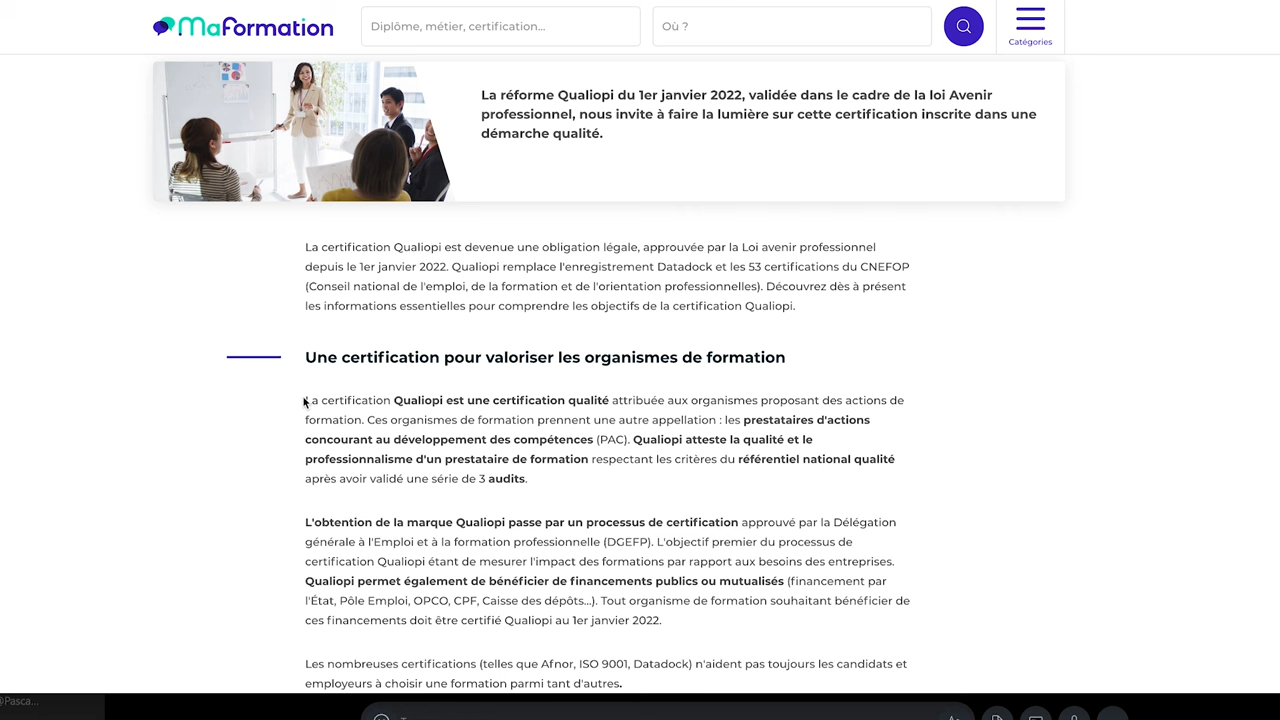 MaFormation
Diplôme, métier, certification...
Où ?
Catégories
La réforme Qualiopi du 1er janvier 2022, validée dans le cadre de la loi Avenir
professionnel, nous invite à faire la lumière sur cette certification inscrite dans une
démarche qualité.
La certification Qualiopi est devenue une obligation légale, approuvée par la Loi avenir professionnel
depuis le 1er janvier 2022. Qualiopi remplace l'enregistrement Datadock et les 53 certifications du CNEFOP
(Conseil national de l'emploi, de la formation et de l'orientation professionnelles). Découvrez dès à présent
les informations essentielles pour comprendre les objectifs de la certification Qualiopi.
Une certification pour valoriser les organismes de formation
La certification Qualiopi est une certification qualité attribuée aux organismes proposant des actions de
formation. Ces organismes de formation prennent une autre appellation : les prestataires d'actions
concourant au développement des compétences (PAC). Qualiopi atteste la qualité et le
professionnalisme d'un prestataire de formation respectant les critères du référentiel national qualité
après avoir validé une série de 3 audits.
L'obtention de la marque Qualiopi passe par un processus de certification approuvé par la Délégation
générale à l'Emploi et à la formation professionnelle (DGEFP). L'objectif premier du processus de
certification Qualiopi étant de mesurer l'impact des formations par rapport aux besoins des entreprises.
Qualiopi permet également de bénéficier de financements publics ou mutualisés (financement par
l'État, Pôle Emploi, OPCO, CPF, Caisse des dépôts...). Tout organisme de formation souhaitant bénéficier de
ces financements doit être certifié Qualiopi au 1er janvier 2022.
Les nombreuses certifications (telles que Afnor, ISO 9001, Datadock) n'aident pas toujours les candidats et
employeurs à choisir une formation parmi tant d'autres.
@Pasca...